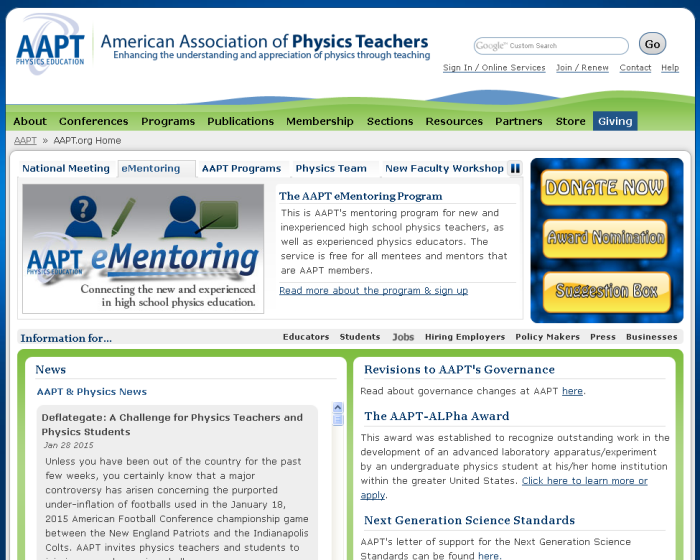 AAPT
PHYSICS EDUCATION
American Association of Physics Teachers
Enhancing the understanding and appreciation of physics through teaching
Google™ Custom Search
Go
Sign In / Online Services Join / Renew Contact Help
About Conferences Programs Publications Membership Sections Resources Partners Store Giving
AAPT » AAPT.org Home
National Meeting eMentoring AAPT Programs Physics Team New Faculty Workshop
?
AAPT eMentoring
PHYSICS EDUCATION
Connecting the new and experienced
in high school physics education.
The AAPT eMentoring Program
This is AAPT's mentoring program for new and
inexperienced high school physics teachers, as
well as experienced physics educators. The
service is free for all mentees and mentors that
are AAPT members.
Read more about the program & sign up
DONATE NOW
Award Nomination
Suggestion Box
Information for... Educators Students Jobs Hiring Employers Policy Makers Press Businesses
News
AAPT & Physics News
Deflategate: A Challenge for Physics Teachers and
Physics Students
Jan 28 2015
Unless you have been out of the country for the past
few weeks, you certainly know that a major
controversy has arisen concerning the purported
under-inflation of footballs used in the January 18,
2015 American Football Conference championship game
between the New England Patriots and the Indianapolis
Colts. AAPT invites physics teachers and students to
Revisions to AAPT's Governance
Read about governance changes at AAPT here.
The AAPT-ALPha Award
This award was established to recognize outstanding work in the
development of an advanced laboratory apparatus/experiment
by an undergraduate physics student at his/her home institution
within the greater United States. Click here to learn more or
apply.
Next Generation Science Standards
AAPT's letter of support for the Next Generation Science
Standards can be found here.